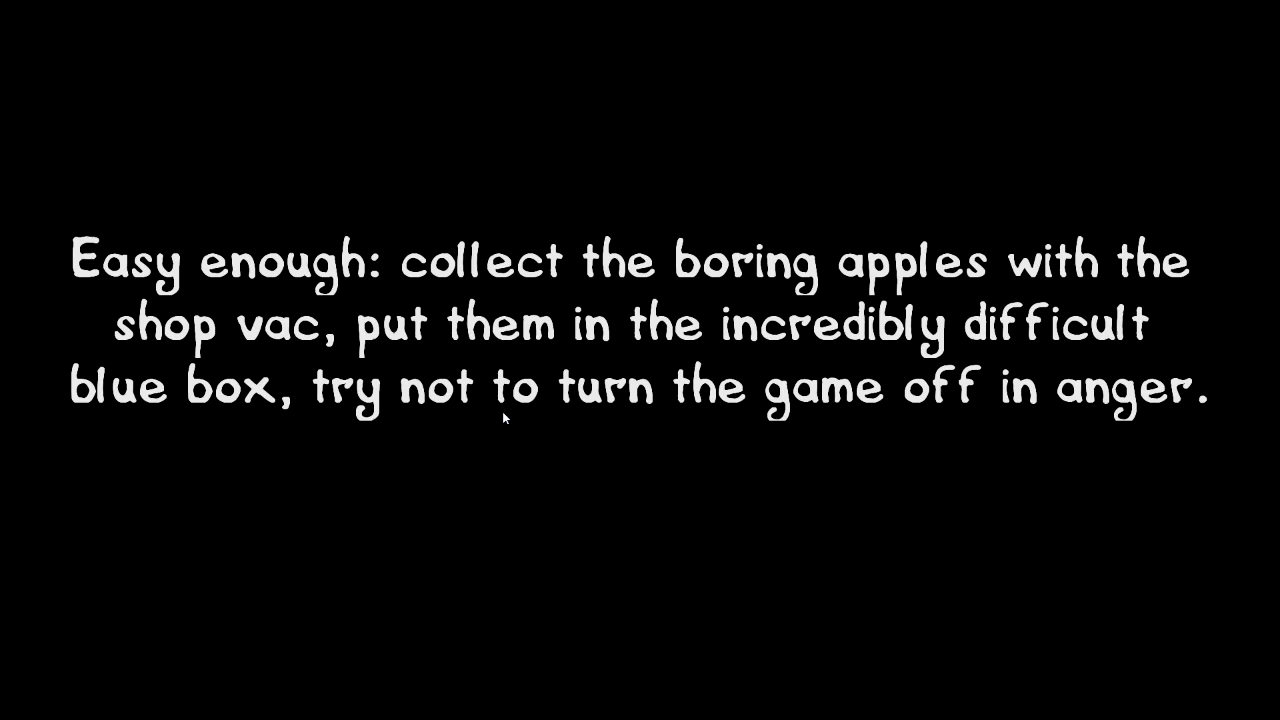 Easy enough: collect the boring apples with the
shop vac, put them in the incredibly difficult
blue box, try not to turn the game off in anger.